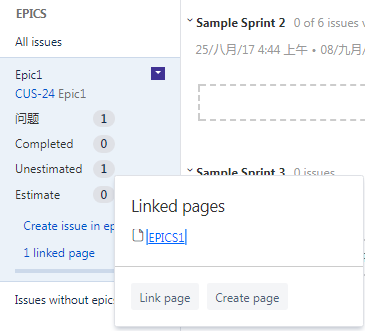 EPICS
All issues
Epic1
CUS-24 Epic1
问题 1
Completed 0
Unestimated 1
Estimate 0
Create issue in ep
1 linked page
Issues without epics
Sample Sprint 2 0 of 6 issues v
25/八月/17 4:44 上午 • 08/九月/
Sample Sprint 3 0 issues
Linked pages
|EPICS1|
Link page Create page